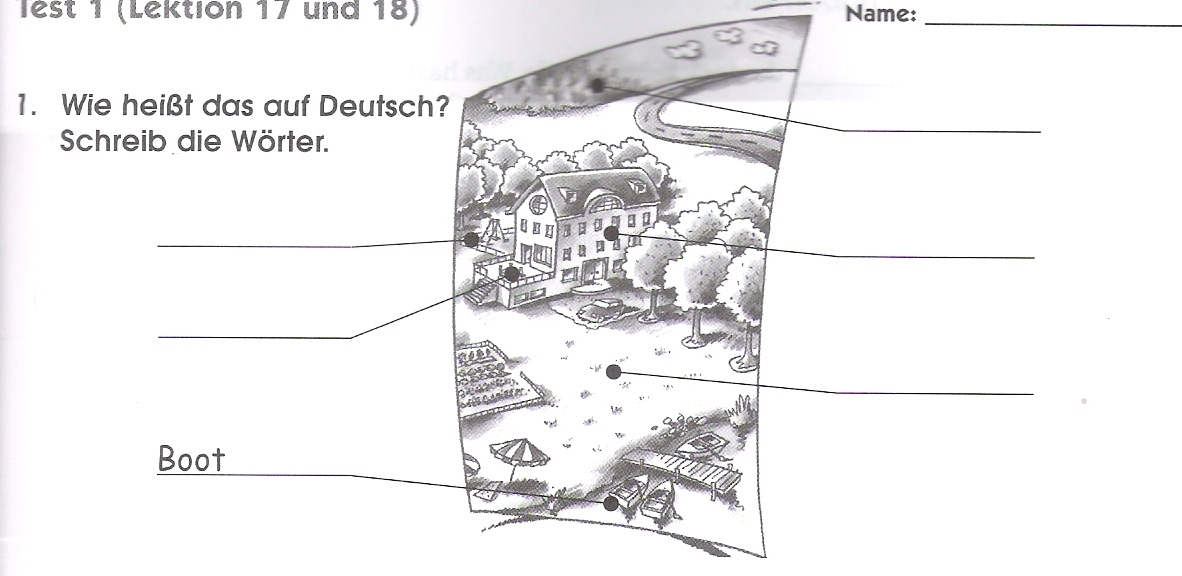 Test 1 (Lektion 17 und 18)
Name:
1. Wie heißt das auf Deutsch?
Schreib die Wörter.
Boot